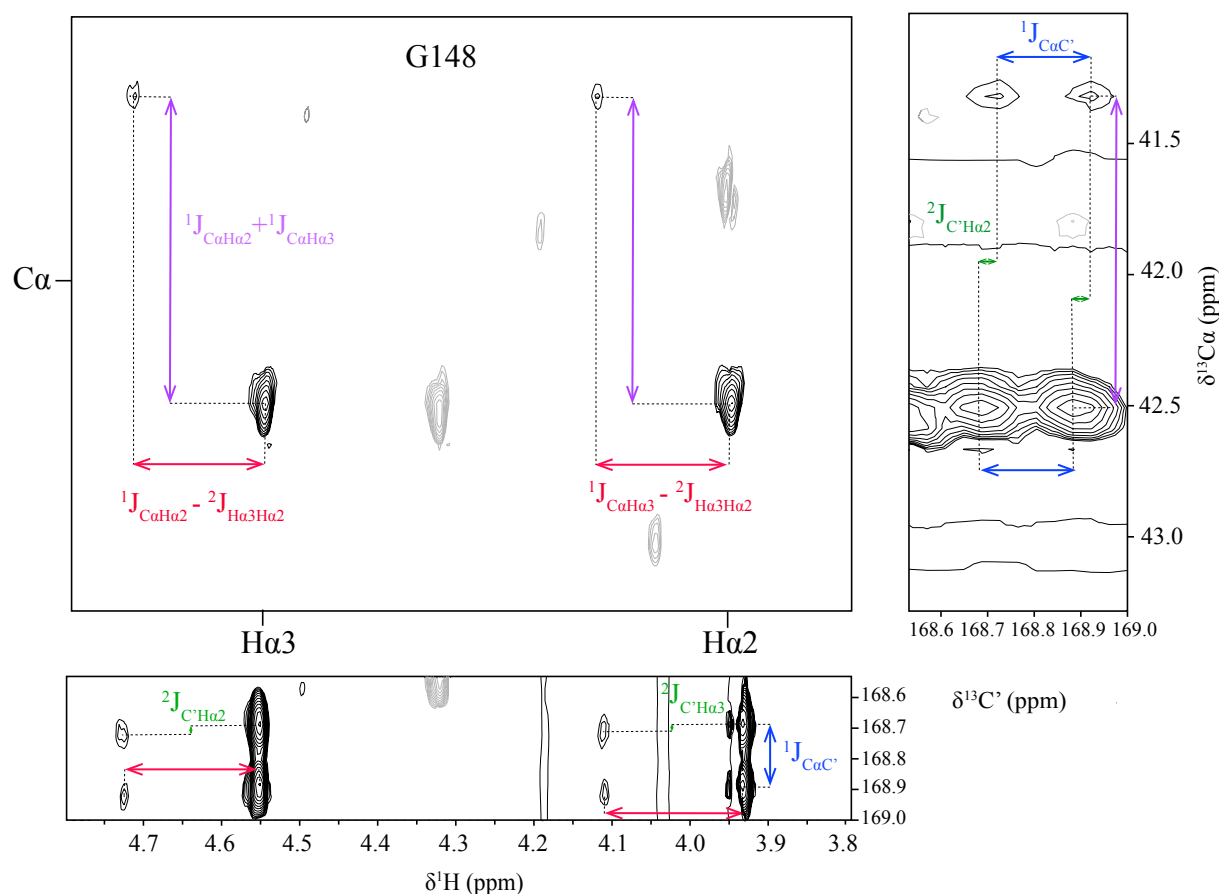 G148
¹J_CαC'
Cα
¹J_CαHα2+¹J_CαHα3
²J_C'Hα2
41.5
42.0
42.5
43.0
δ¹³Cα (ppm)
¹J_CαHα2 - ²J_Hα3Hα2
¹J_CαHα3 - ²J_Hα3Hα2
168.6 168.7 168.8 168.9 169.0
Hα3
Hα2
²J_C'Hα2
²J_C'Hα3
¹J_CαC'
168.6
168.7
168.8
168.9
169.0
δ¹³C' (ppm)
4.7 4.6 4.5 4.4 4.3 4.2 4.1 4.0 3.9 3.8
δ¹H (ppm)